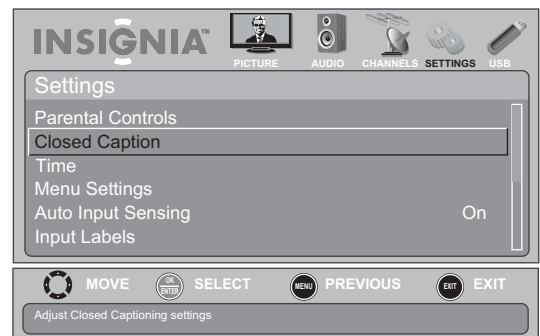 INSIGNIA™
PICTURE AUDIO CHANNELS SETTINGS USB
Settings
Parental Controls
Closed Caption
Time
Menu Settings
Auto Input Sensing On
Input Labels
MOVE OK ENTER SELECT MENU PREVIOUS EXIT EXIT
Adjust Closed Captioning settings